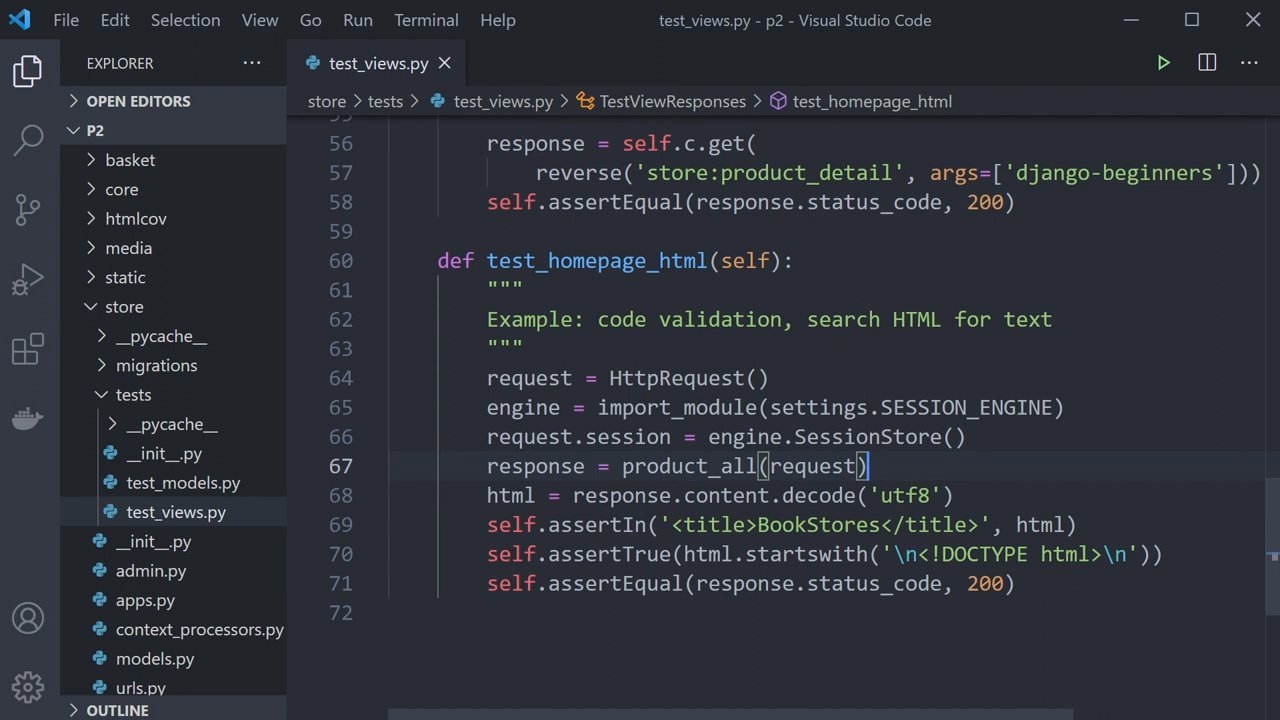 File Edit Selection View Go Run Terminal Help
test_views.py - p2 - Visual Studio Code
EXPLORER
OPEN EDITORS
P2
basket
core
htmlcov
media
static
store
__pycache__
migrations
tests
__pycache__
__init__.py
test_models.py
test_views.py
__init__.py
admin.py
apps.py
context_processors.py
models.py
urls.py
OUTLINE
test_views.py
store > tests > test_views.py > TestViewResponses > test_homepage_html
55
56 response = self.c.get(
57 reverse('store:product_detail', args=['django-beginners']))
58 self.assertEqual(response.status_code, 200)
59
60 def test_homepage_html(self):
61 """
62 Example: code validation, search HTML for text
63 """
64 request = HttpRequest()
65 engine = import_module(settings.SESSION_ENGINE)
66 request.session = engine.SessionStore()
67 response = product_all(request)
68 html = response.content.decode('utf8')
69 self.assertIn('<title>BookStores</title>', html)
70 self.assertTrue(html.startswith('\n<!DOCTYPE html>\n'))
71 self.assertEqual(response.status_code, 200)
72